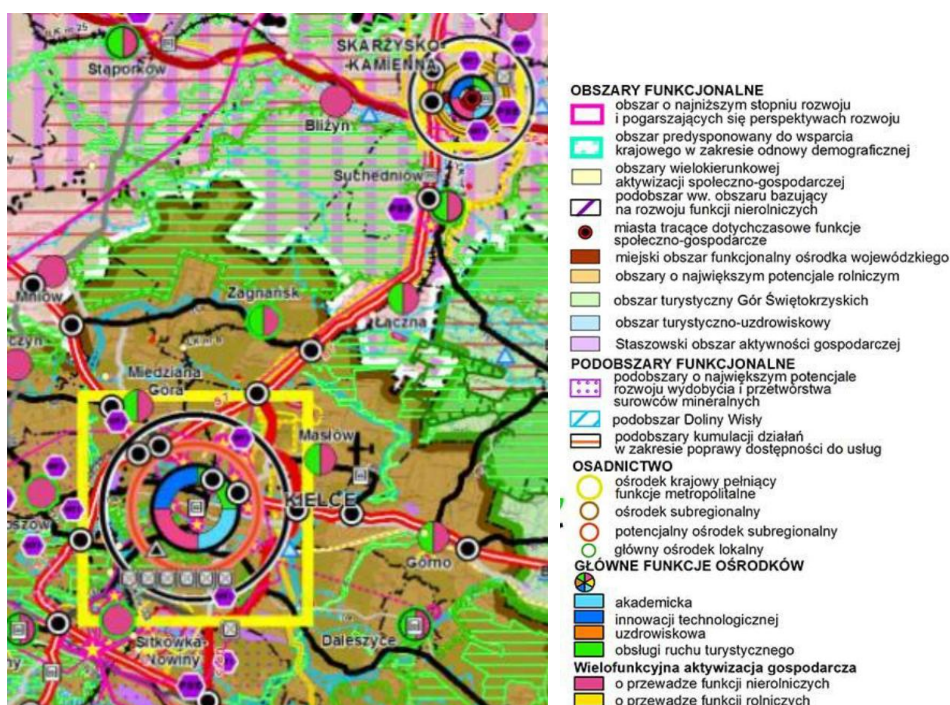 LK nr 25
Stąporków
SKARŻYSKO
-KAMIENNA
Bliżyn
Suchedniów
Mniów
Zagnańsk
Łączna
Miedziana
Góra
Masłów
KIELCE
Górno
Sitkówka-
Nowiny
Daleszyce
OBSZARY FUNKCJONALNE
obszar o najniższym stopniu rozwoju
i pogarszających się perspektywach rozwoju
obszar predysponowany do wsparcia
krajowego w zakresie odnowy demograficznej
obszary wielokierunkowej
aktywizacji społeczno-gospodarczej
podobszar ww. obszaru bazujący
na rozwoju funkcji nierolniczych
miasta tracące dotychczasowe funkcje
społeczno-gospodarcze
miejski obszar funkcjonalny ośrodka wojewódzkiego
obszary o największym potencjale rolniczym
obszar turystyczny Gór Świętokrzyskich
obszar turystyczno-uzdrowiskowy
Staszowski obszar aktywności gospodarczej
PODOBSZARY FUNKCJONALNE
podobszary o największym potencjale
rozwoju wydobycia i przetwórstwa
surowców mineralnych
podobszar Doliny Wisły
podobszary kumulacji działań
w zakresie poprawy dostępności do usług
OSADNICTWO
ośrodek krajowy pełniący
funkcje metropolitalne
ośrodek subregionalny
potencjalny ośrodek subregionalny
główny ośrodek lokalny
GŁÓWNE FUNKCJE OŚRODKÓW
akademicka
innowacji technologicznej
uzdrowiskowa
obsługi ruchu turystycznego
Wielofunkcyjna aktywizacja gospodarcza
o przewadze funkcji nierolniczych
o przewadze funkcji rolniczych